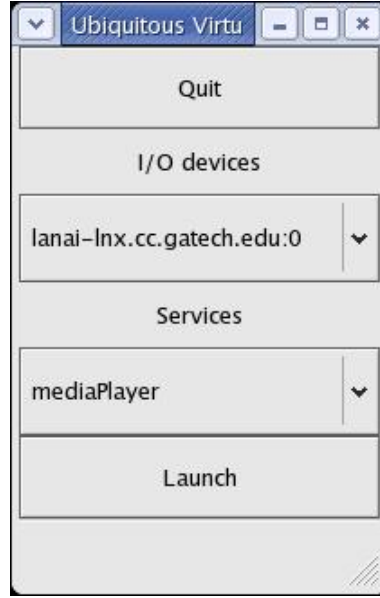 Ubiquitous Virtu
Quit
I/O devices
lanai-lnx.cc.gatech.edu:0
Services
mediaPlayer
Launch